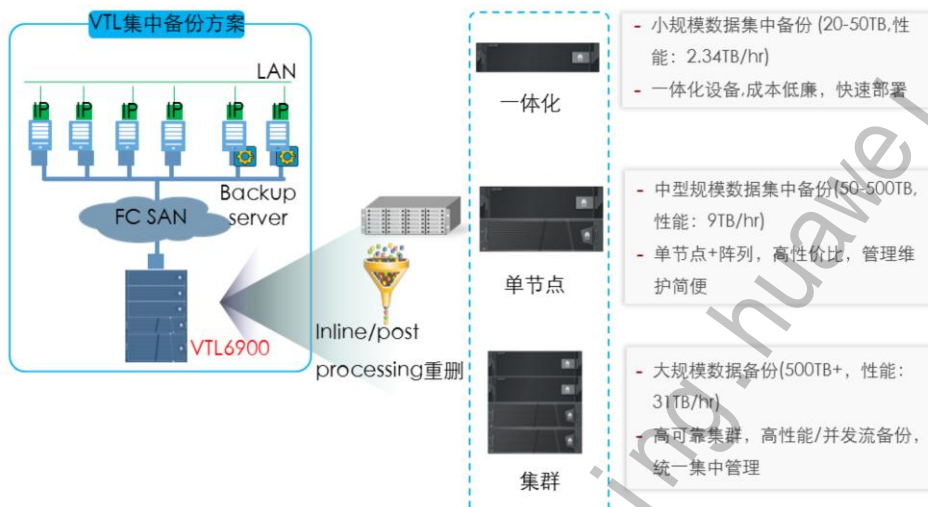 VTL集中备份方案
LAN
IP IP IP IP IP IP
Backup
server
FC SAN
VTL6900
Inline/post
processing重删
一体化
单节点
集群
- 小规模数据集中备份 (20-50TB,性
能：2.34TB/hr)
- 一体化设备,成本低廉，快速部署
- 中型规模数据集中备份(50-500TB,
性能：9TB/hr)
- 单节点+阵列，高性价比，管理维
护简便
- 大规模数据备份(500TB+，性能：
31TB/hr)
- 高可靠集群，高性能/并发流备份，
统一集中管理
ing.huawei